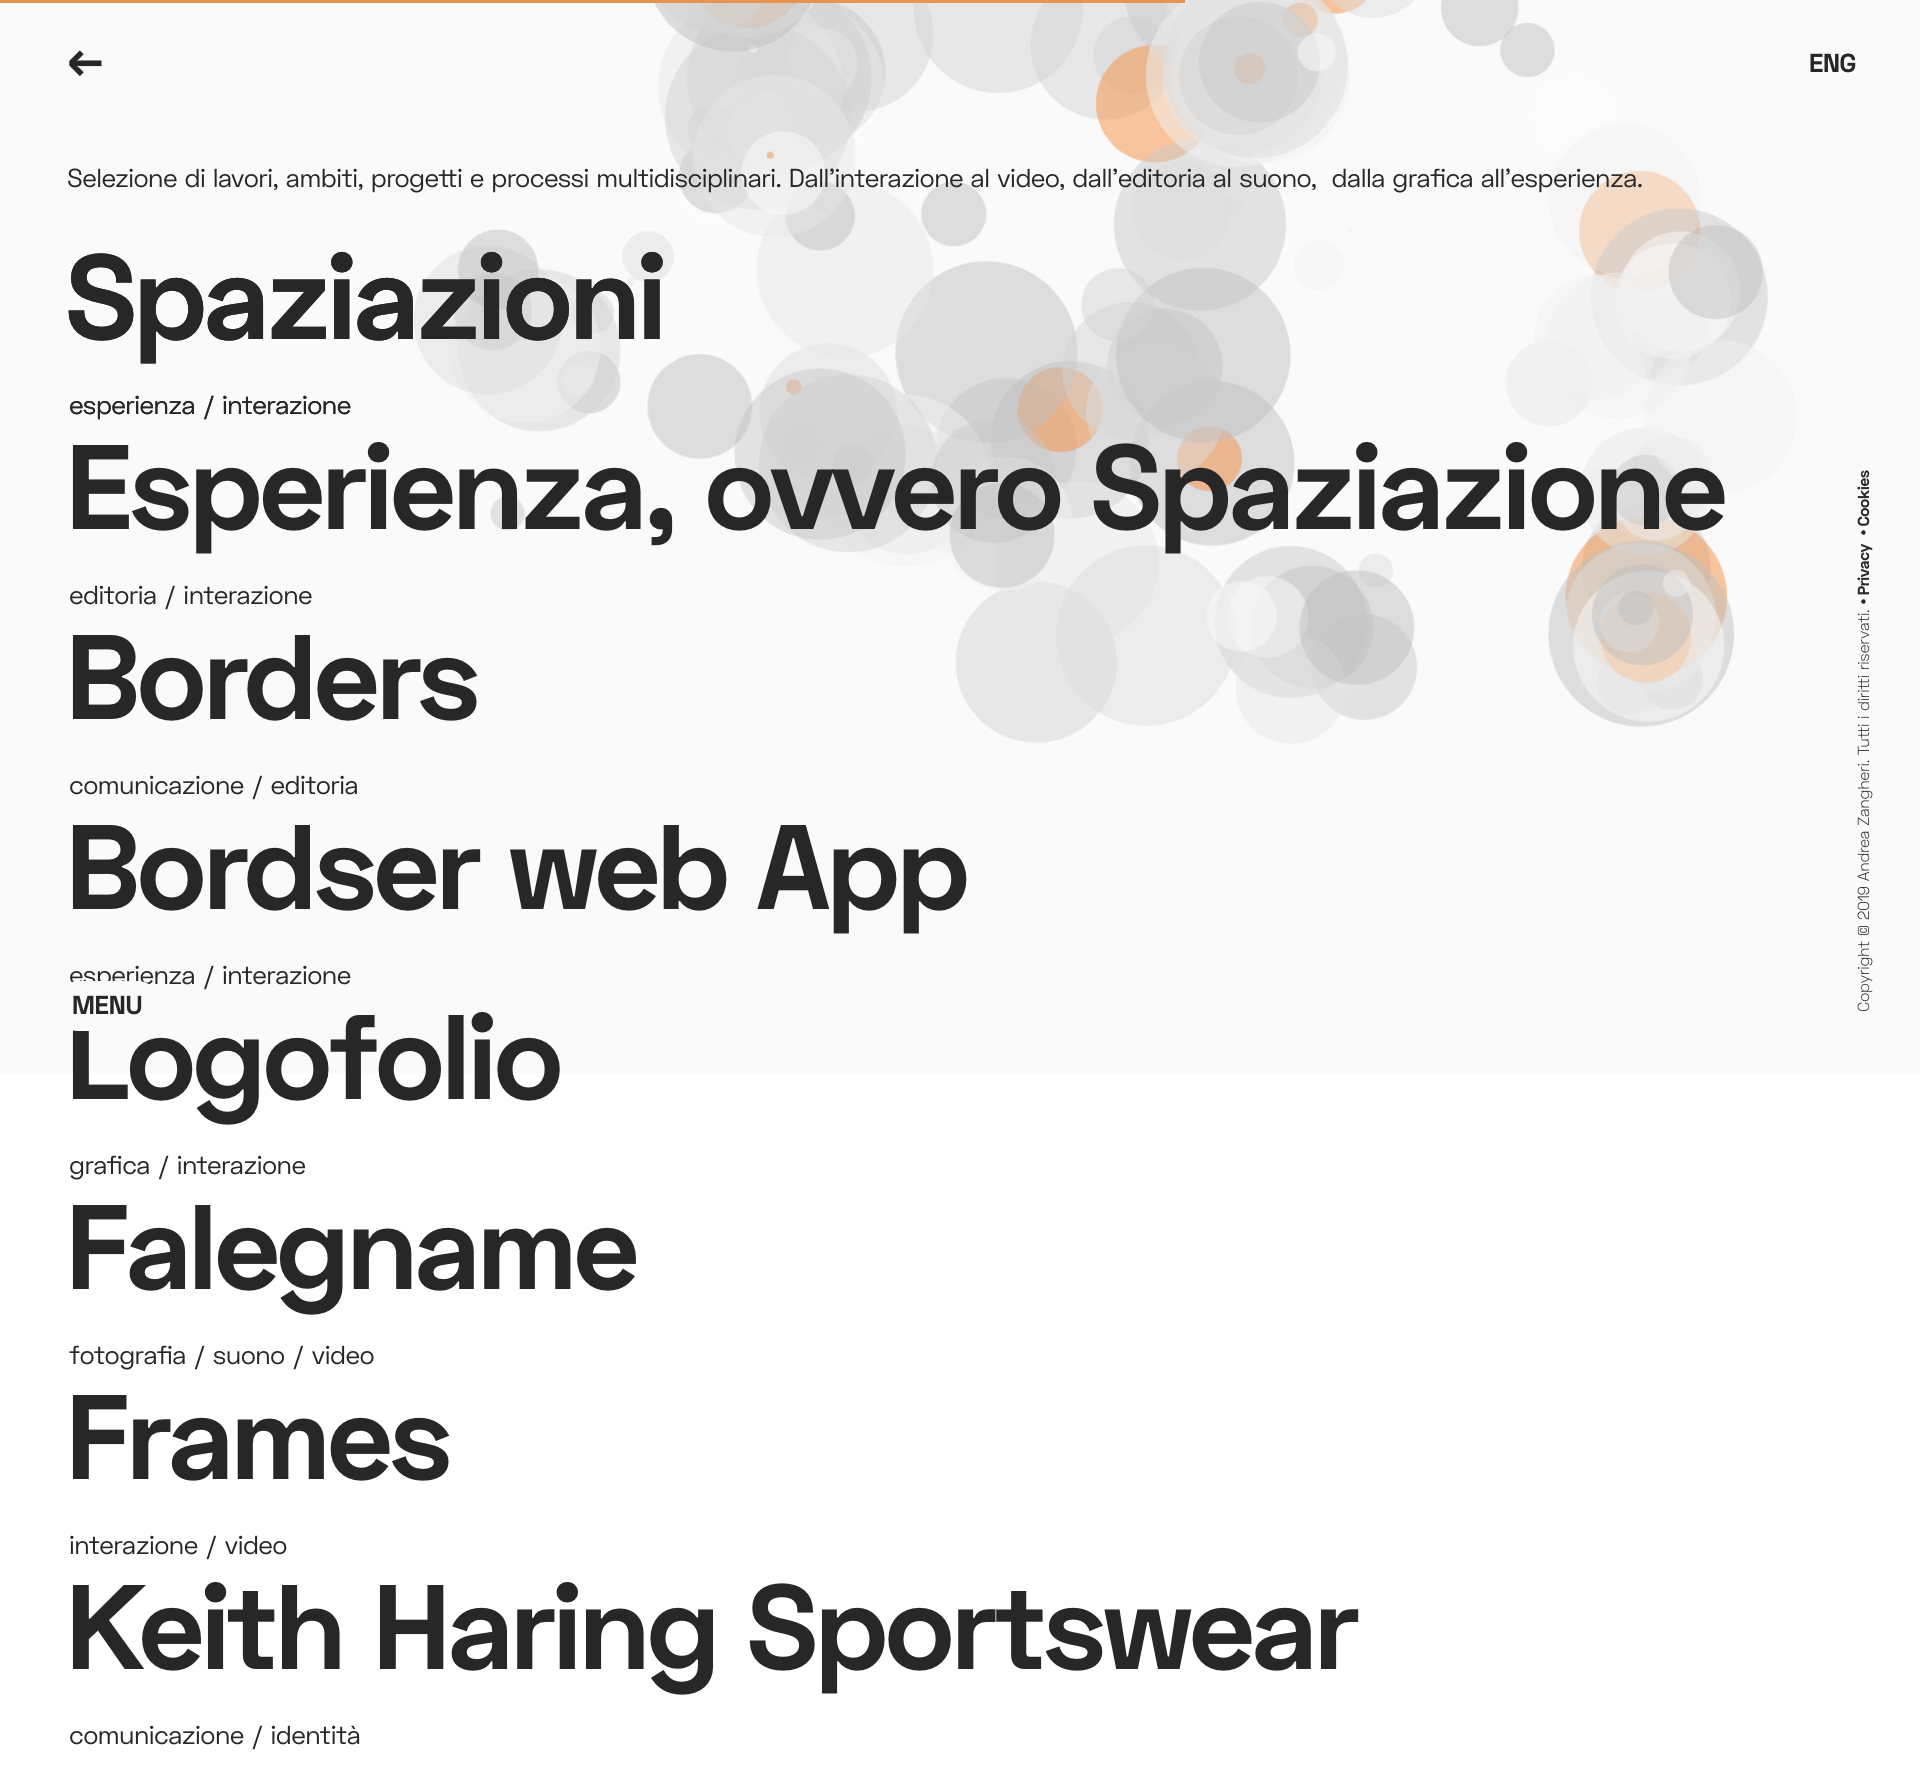 ENG
Selezione di lavori, ambiti, progetti e processi multidisciplinari. Dall'interazione al video, dall'editoria al suono,  dalla grafica all'esperienza.
Spaziazioni
esperienza / interazione
Esperienza, ovvero Spaziazione
editoria / interazione
Borders
comunicazione / editoria
Bordser web App
esperienza / interazione
MENU
Logofolio
grafica / interazione
Falegname
fotografia / suono / video
Frames
interazione / video
Keith Haring Sportswear
comunicazione / identità
Copyright © 2019 Andrea Zangheri. Tutti i diritti riservati. • Privacy • Cookies